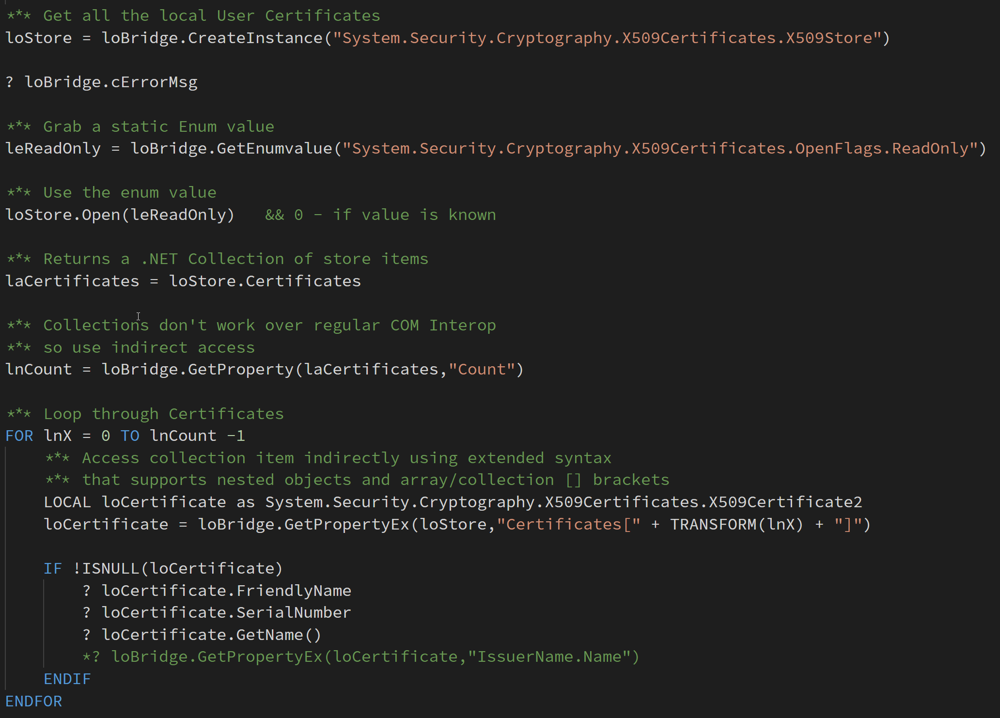 *** Get all the local User Certificates
loStore = loBridge.CreateInstance("System.Security.Cryptography.X509Certificates.X509Store")
? loBridge.cErrorMsg
*** Grab a static Enum value
leReadOnly = loBridge.GetEnumvalue("System.Security.Cryptography.X509Certificates.OpenFlags.ReadOnly")
*** Use the enum value
loStore.Open(leReadOnly)   && 0 - if value is known
*** Returns a .NET Collection of store items
laCertificates = loStore.Certificates
*** Collections don't work over regular COM Interop
*** so use indirect access
lnCount = loBridge.GetProperty(laCertificates,"Count")
*** Loop through Certificates
FOR lnX = 0 TO lnCount -1
    *** Access collection item indirectly using extended syntax
    *** that supports nested objects and array/collection [] brackets
    LOCAL loCertificate as System.Security.Cryptography.X509Certificates.X509Certificate2
    loCertificate = loBridge.GetPropertyEx(loStore,"Certificates[" + TRANSFORM(lnX) + "]")
    IF !ISNULL(loCertificate)
        ? loCertificate.FriendlyName
        ? loCertificate.SerialNumber
        ? loCertificate.GetName()
        *? loBridge.GetPropertyEx(loCertificate,"IssuerName.Name")
    ENDIF
ENDFOR